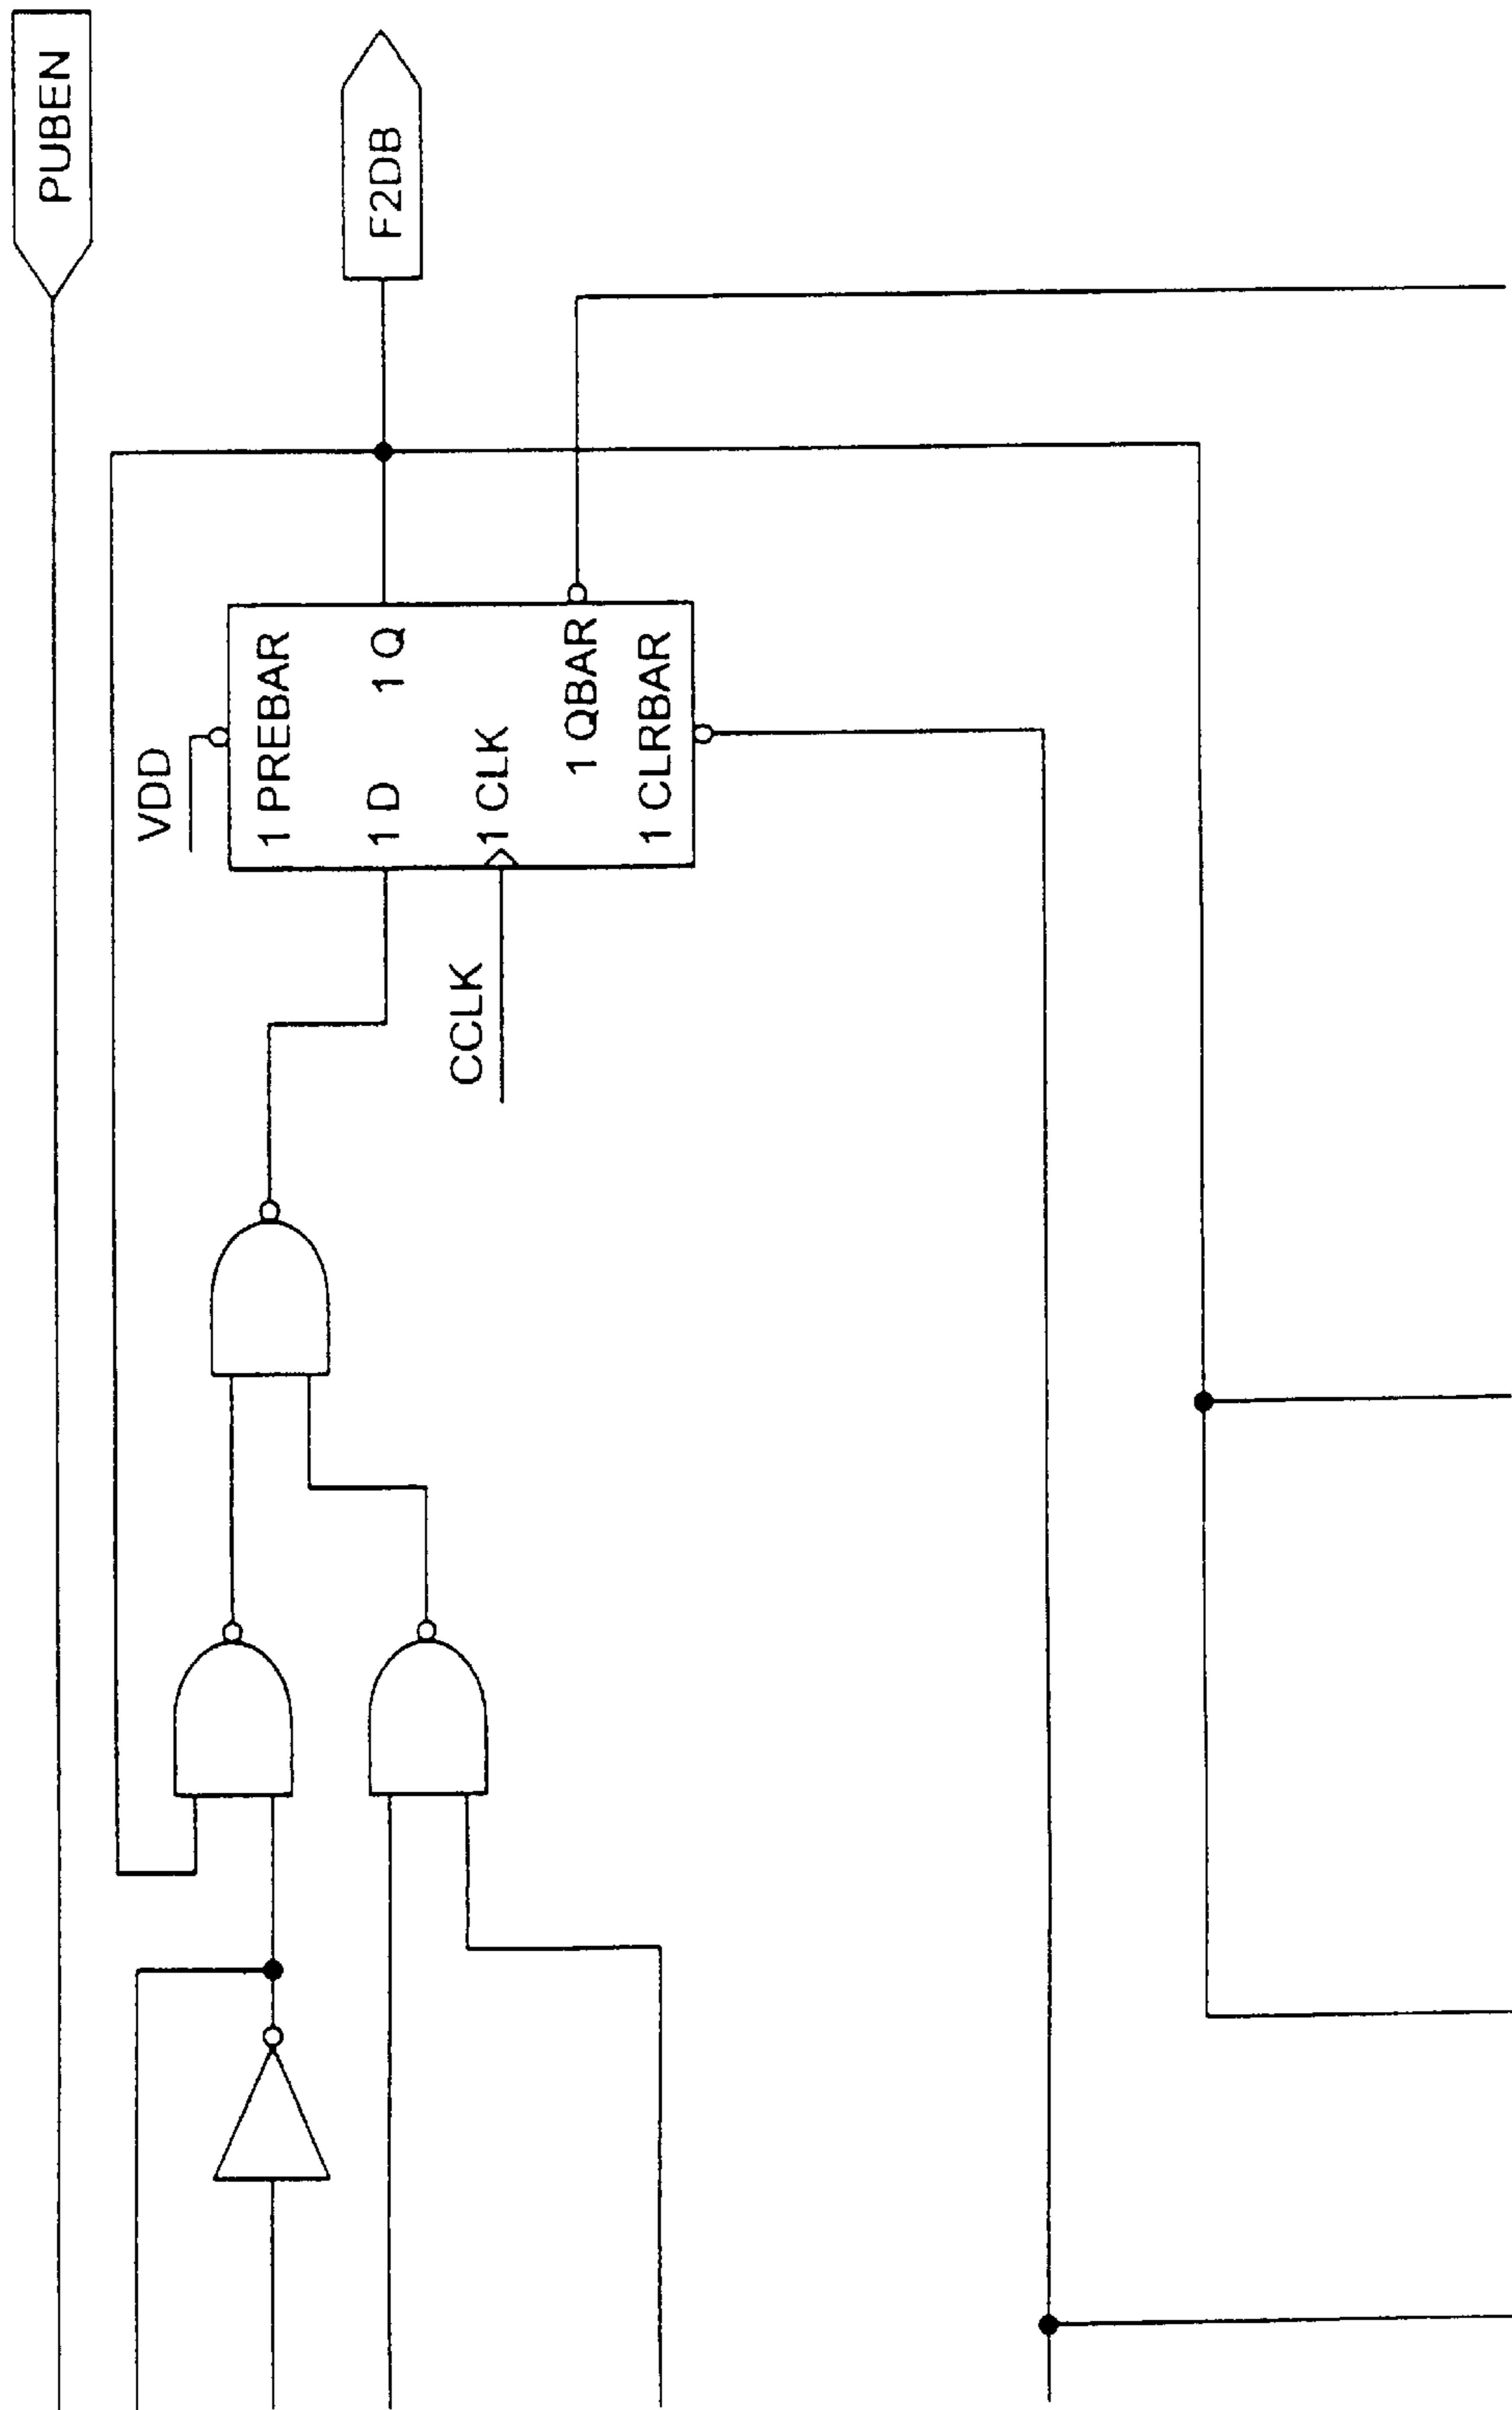 PUBEN
F2DB
VDD
1 PREBAR
1 D 1 Q
1 CLK
1 QBAR
1 CLRBAR
CCLK